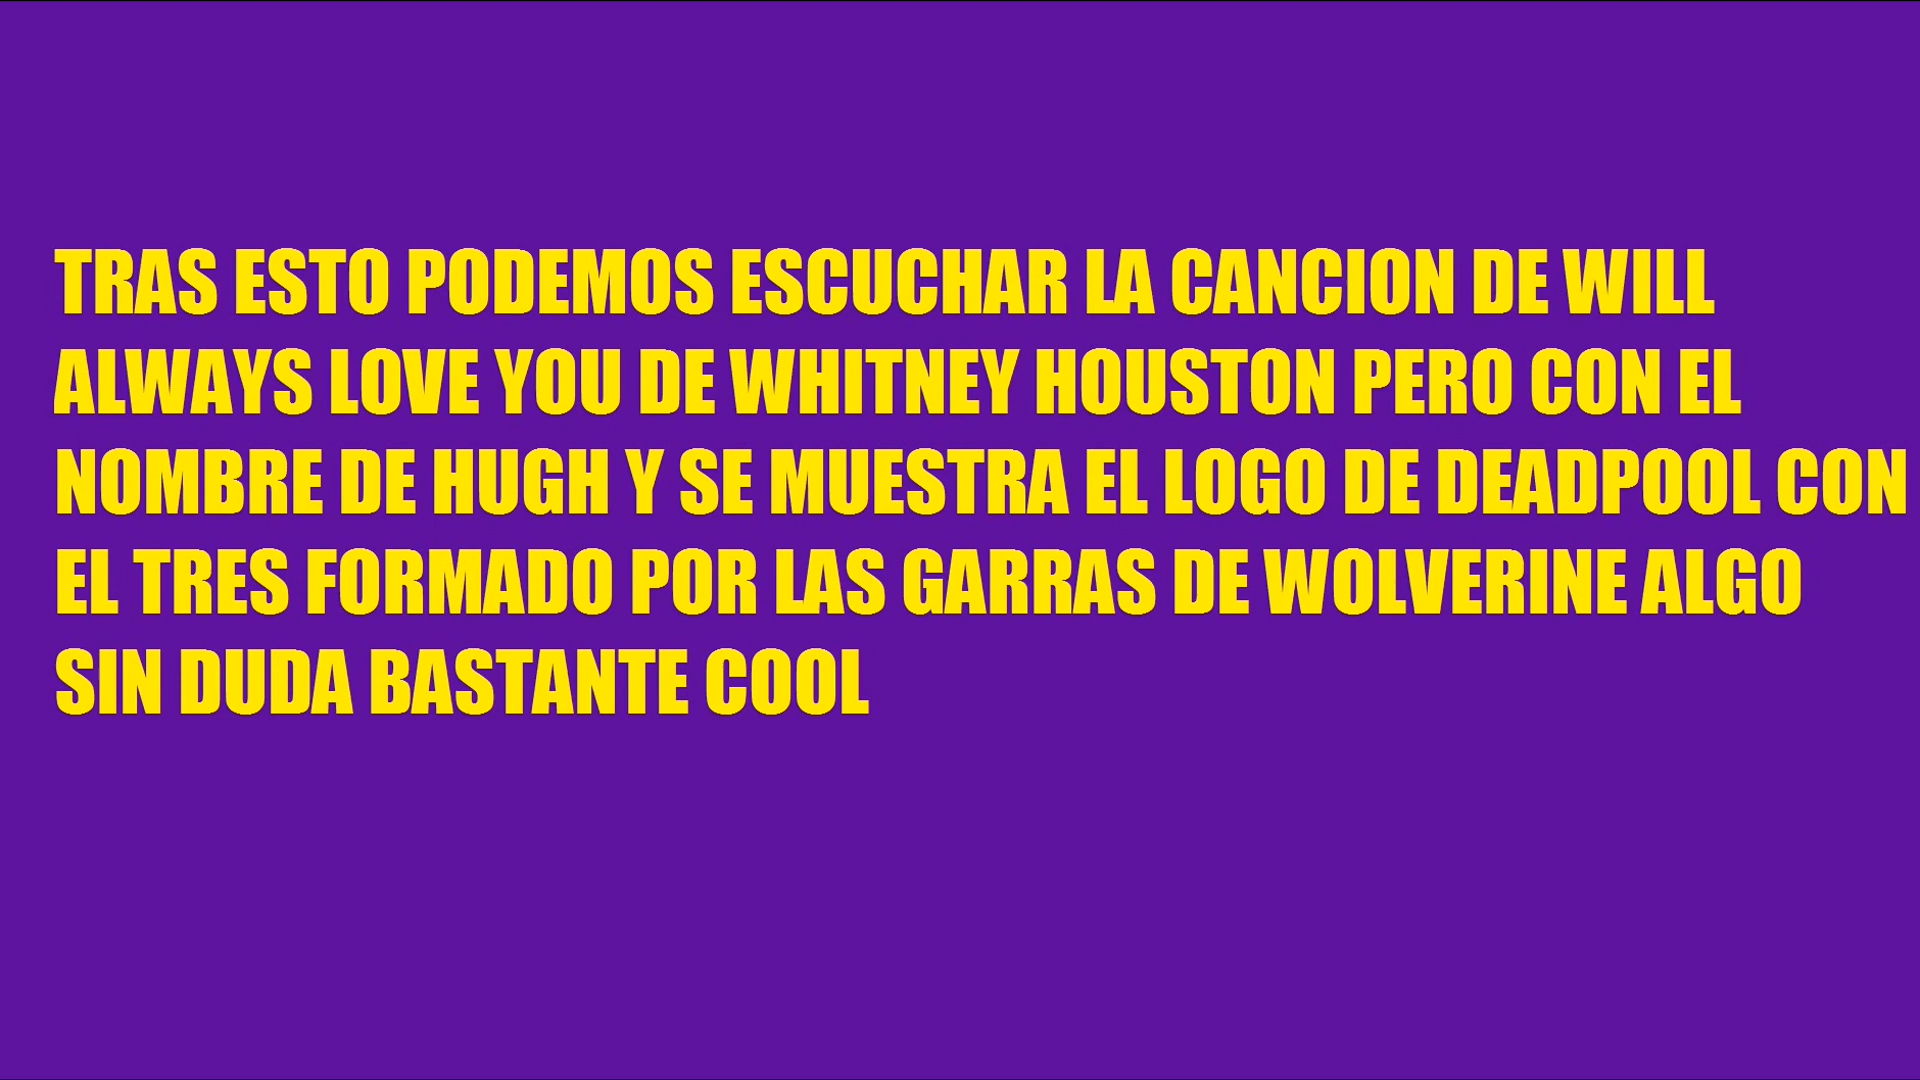 TRAS ESTO PODEMOS ESCUCHAR LA CANCION DE WILL
ALWAYS LOVE YOU DE WHITNEY HOUSTON PERO CON EL
NOMBRE DE HUGH Y SE MUESTRA EL LOGO DE DEADPOOL CON
EL TRES FORMADO POR LAS GARRAS DE WOLVERINE ALGO
SIN DUDA BASTANTE COOL